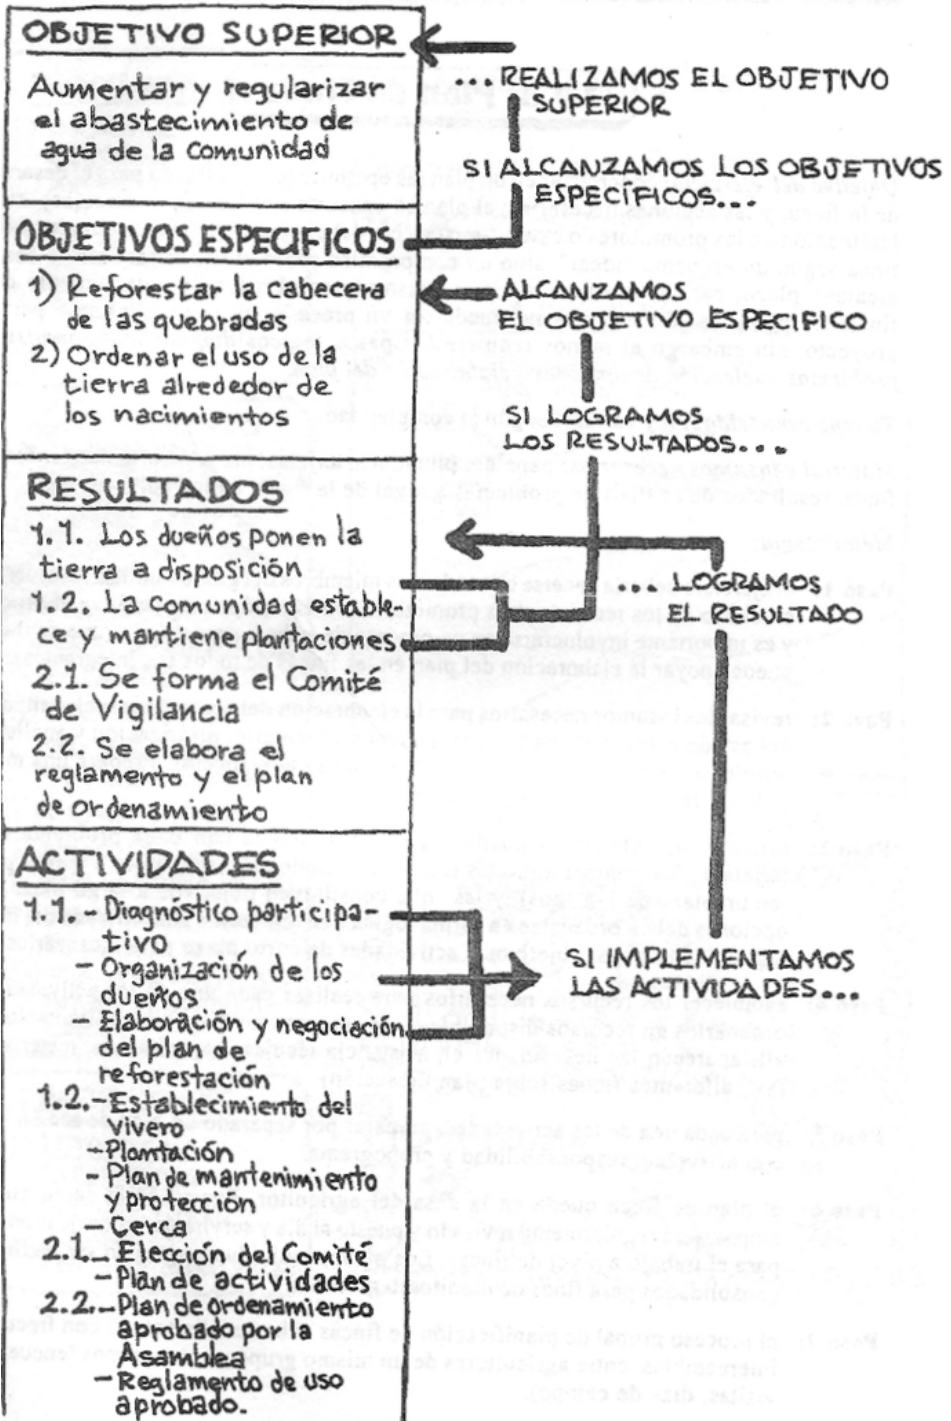 OBJETIVO SUPERIOR
Aumentar y regularizar
el abastecimiento de
agua de la Comunidad
...REALIZAMOS EL OBJETIVO
SUPERIOR
SI ALCANZAMOS LOS OBJETIVOS
ESPECÍFICOS...
OBJETIVOS ESPECIFICOS
1) Reforestar la cabecera
de las quebradas
2) Ordenar el uso de la
tierra alrededor de
los nacimientos
ALCANZAMOS
EL OBJETIVO ESPECIFICO
SI LOGRAMOS
LOS RESULTADOS...
RESULTADOS
1.1. Los dueños ponen la
tierra a disposición
1.2. La comunidad estable-
ce y mantiene plantaciones
2.1. Se forma el Comité
de Vigilancia
2.2. Se elabora el
reglamento y el plan
de ordenamiento
... LOGRAMOS
EL RESULTADO
ACTIVIDADES
1.1.- Diagnóstico participa-
tivo
- Organización de los
dueños
- Elaboración y negociación
del plan de
reforestación
1.2.- Establecimiento del
vivero
- Plantación
- Plan de mantenimiento
y protección
- Cerca
2.1.- Elección del Comité
- Plan de actividades
2.2.- Plan de ordenamiento
aprobado por la
Asamblea
- Reglamento de uso
aprobado.
SI IMPLEMENTAMOS
LAS ACTIVIDADES...